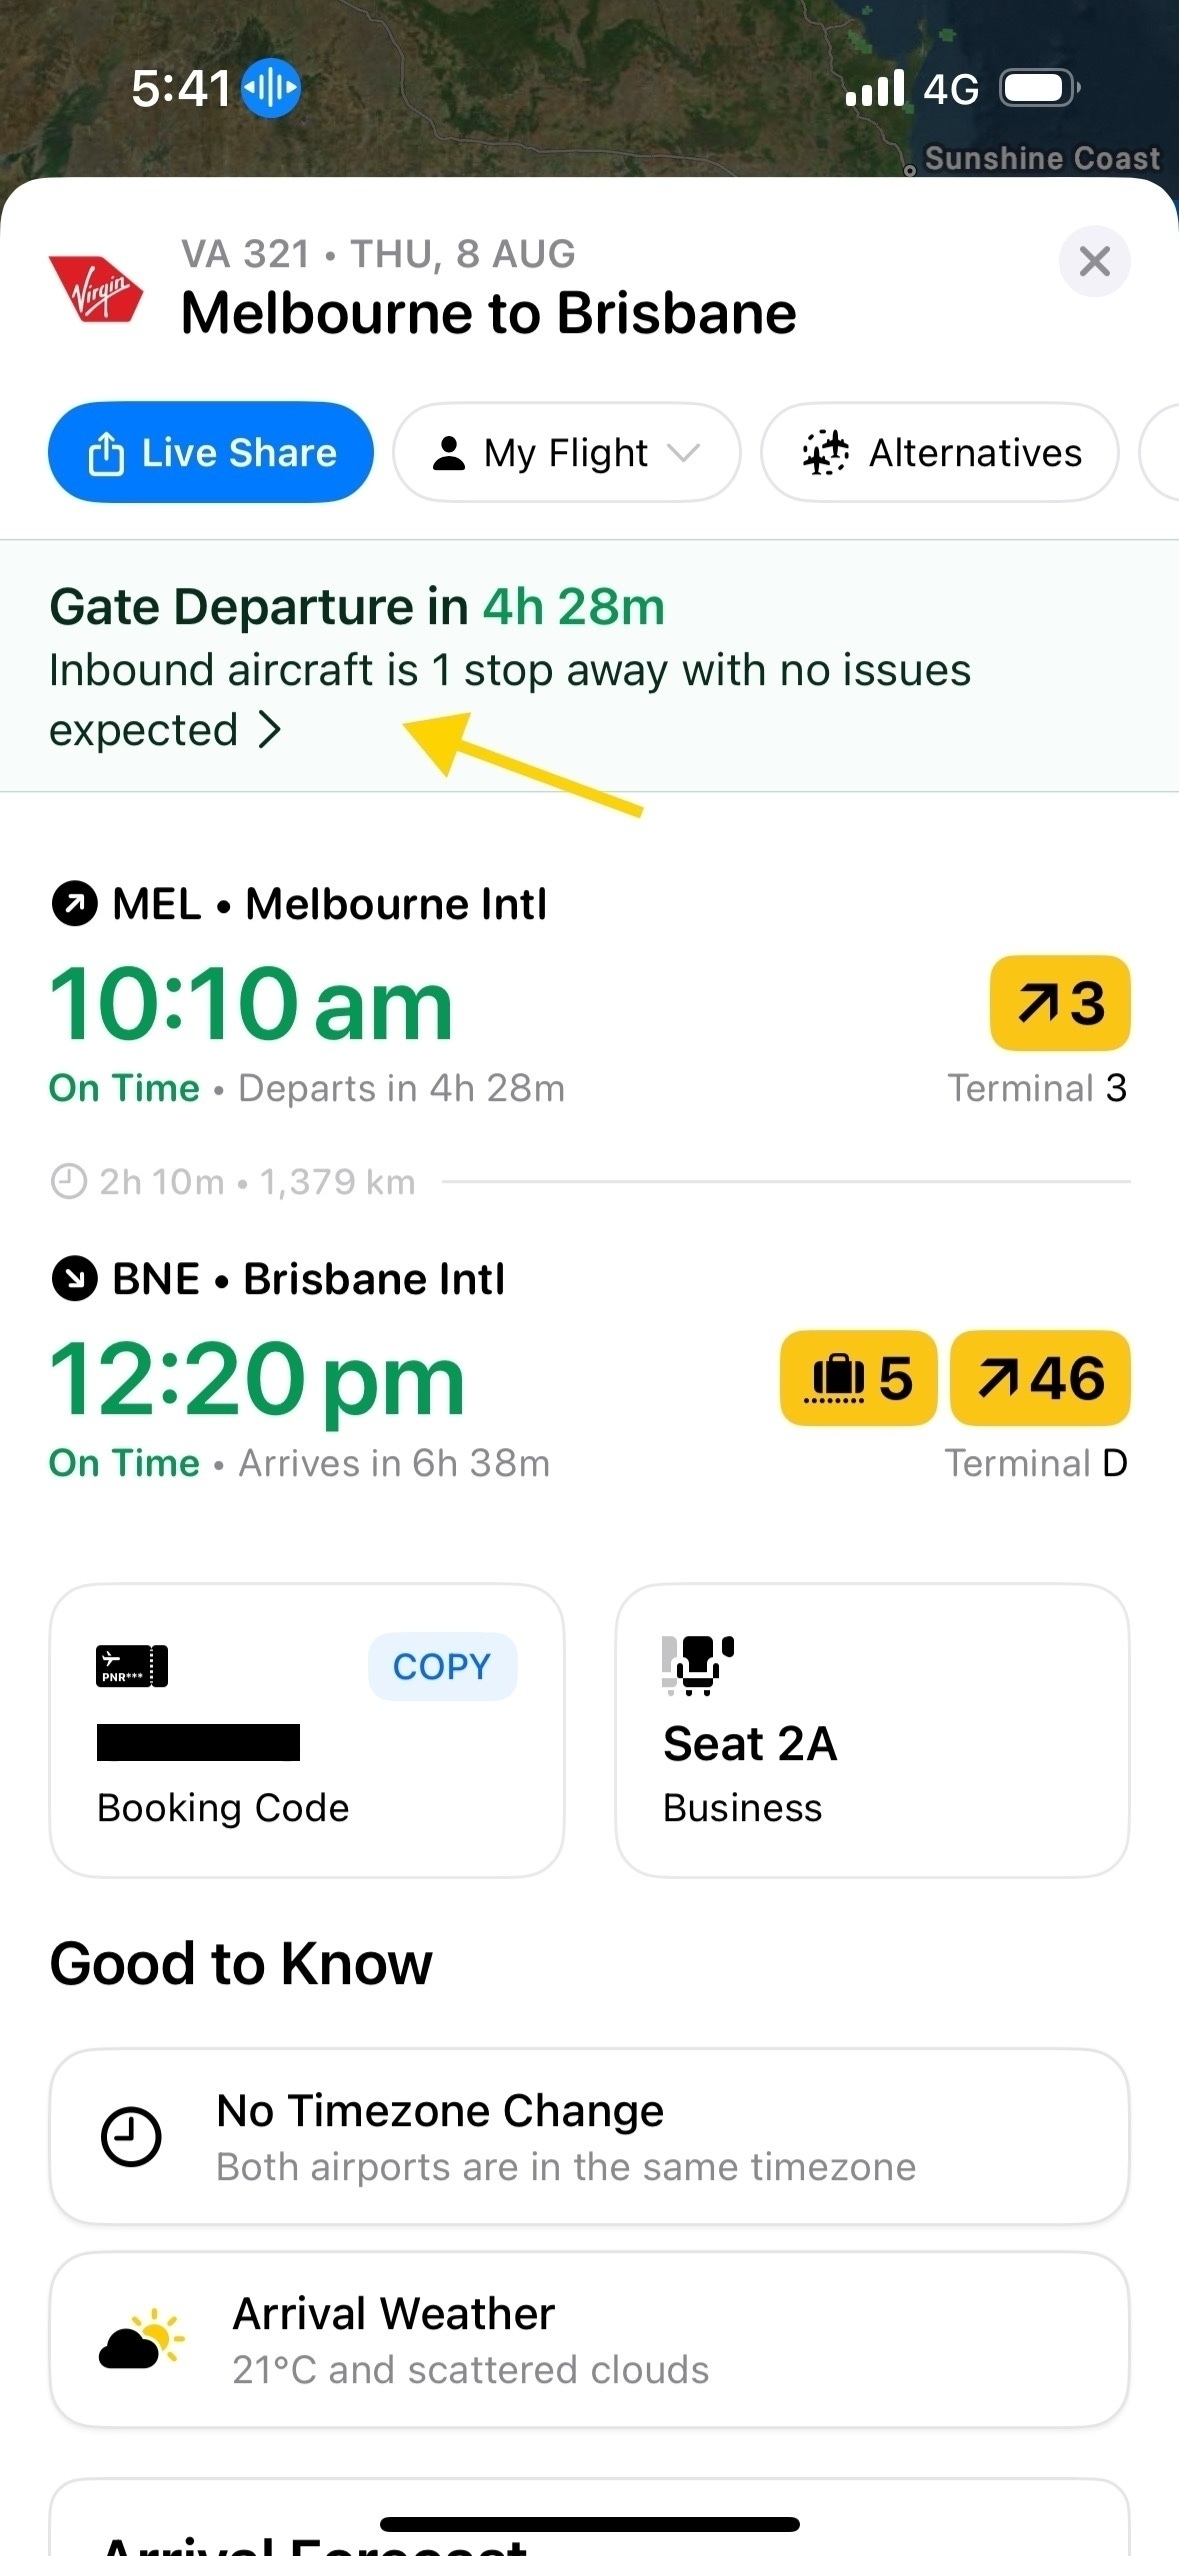 5:41
4G
Sunshine Coast
Virgin
VA 321 • THU, 8 AUG
Melbourne to Brisbane
Live Share
My Flight
Alternatives
Gate Departure in 4h 28m
Inbound aircraft is 1 stop away with no issues
expected
MEL • Melbourne Intl
10:10 am
3
On Time • Departs in 4h 28m
Terminal 3
2h 10m • 1,379 km
BNE • Brisbane Intl
12:20 pm
5
46
On Time • Arrives in 6h 38m
Terminal D
PNR***
COPY
Booking Code
Seat 2A
Business
Good to Know
No Timezone Change
Both airports are in the same timezone
Arrival Weather
21°C and scattered clouds
Arrival Forecast